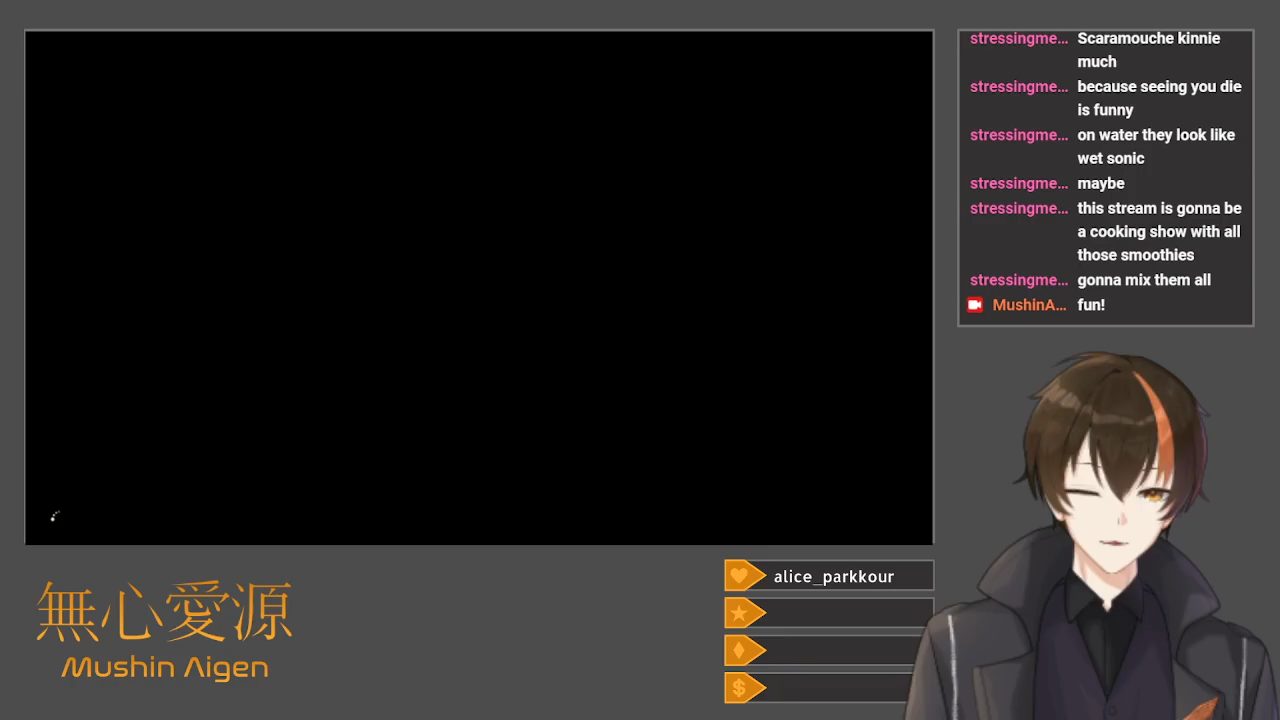 stressingme... Scaramouche kinnie
much
stressingme... because seeing you die
is funny
stressingme... on water they look like
wet sonic
stressingme... maybe
stressingme... this stream is gonna be
a cooking show with all
those smoothies
stressingme... gonna mix them all
MushinA... fun!
alice_parkkour
無心愛源
Mushin Aigen